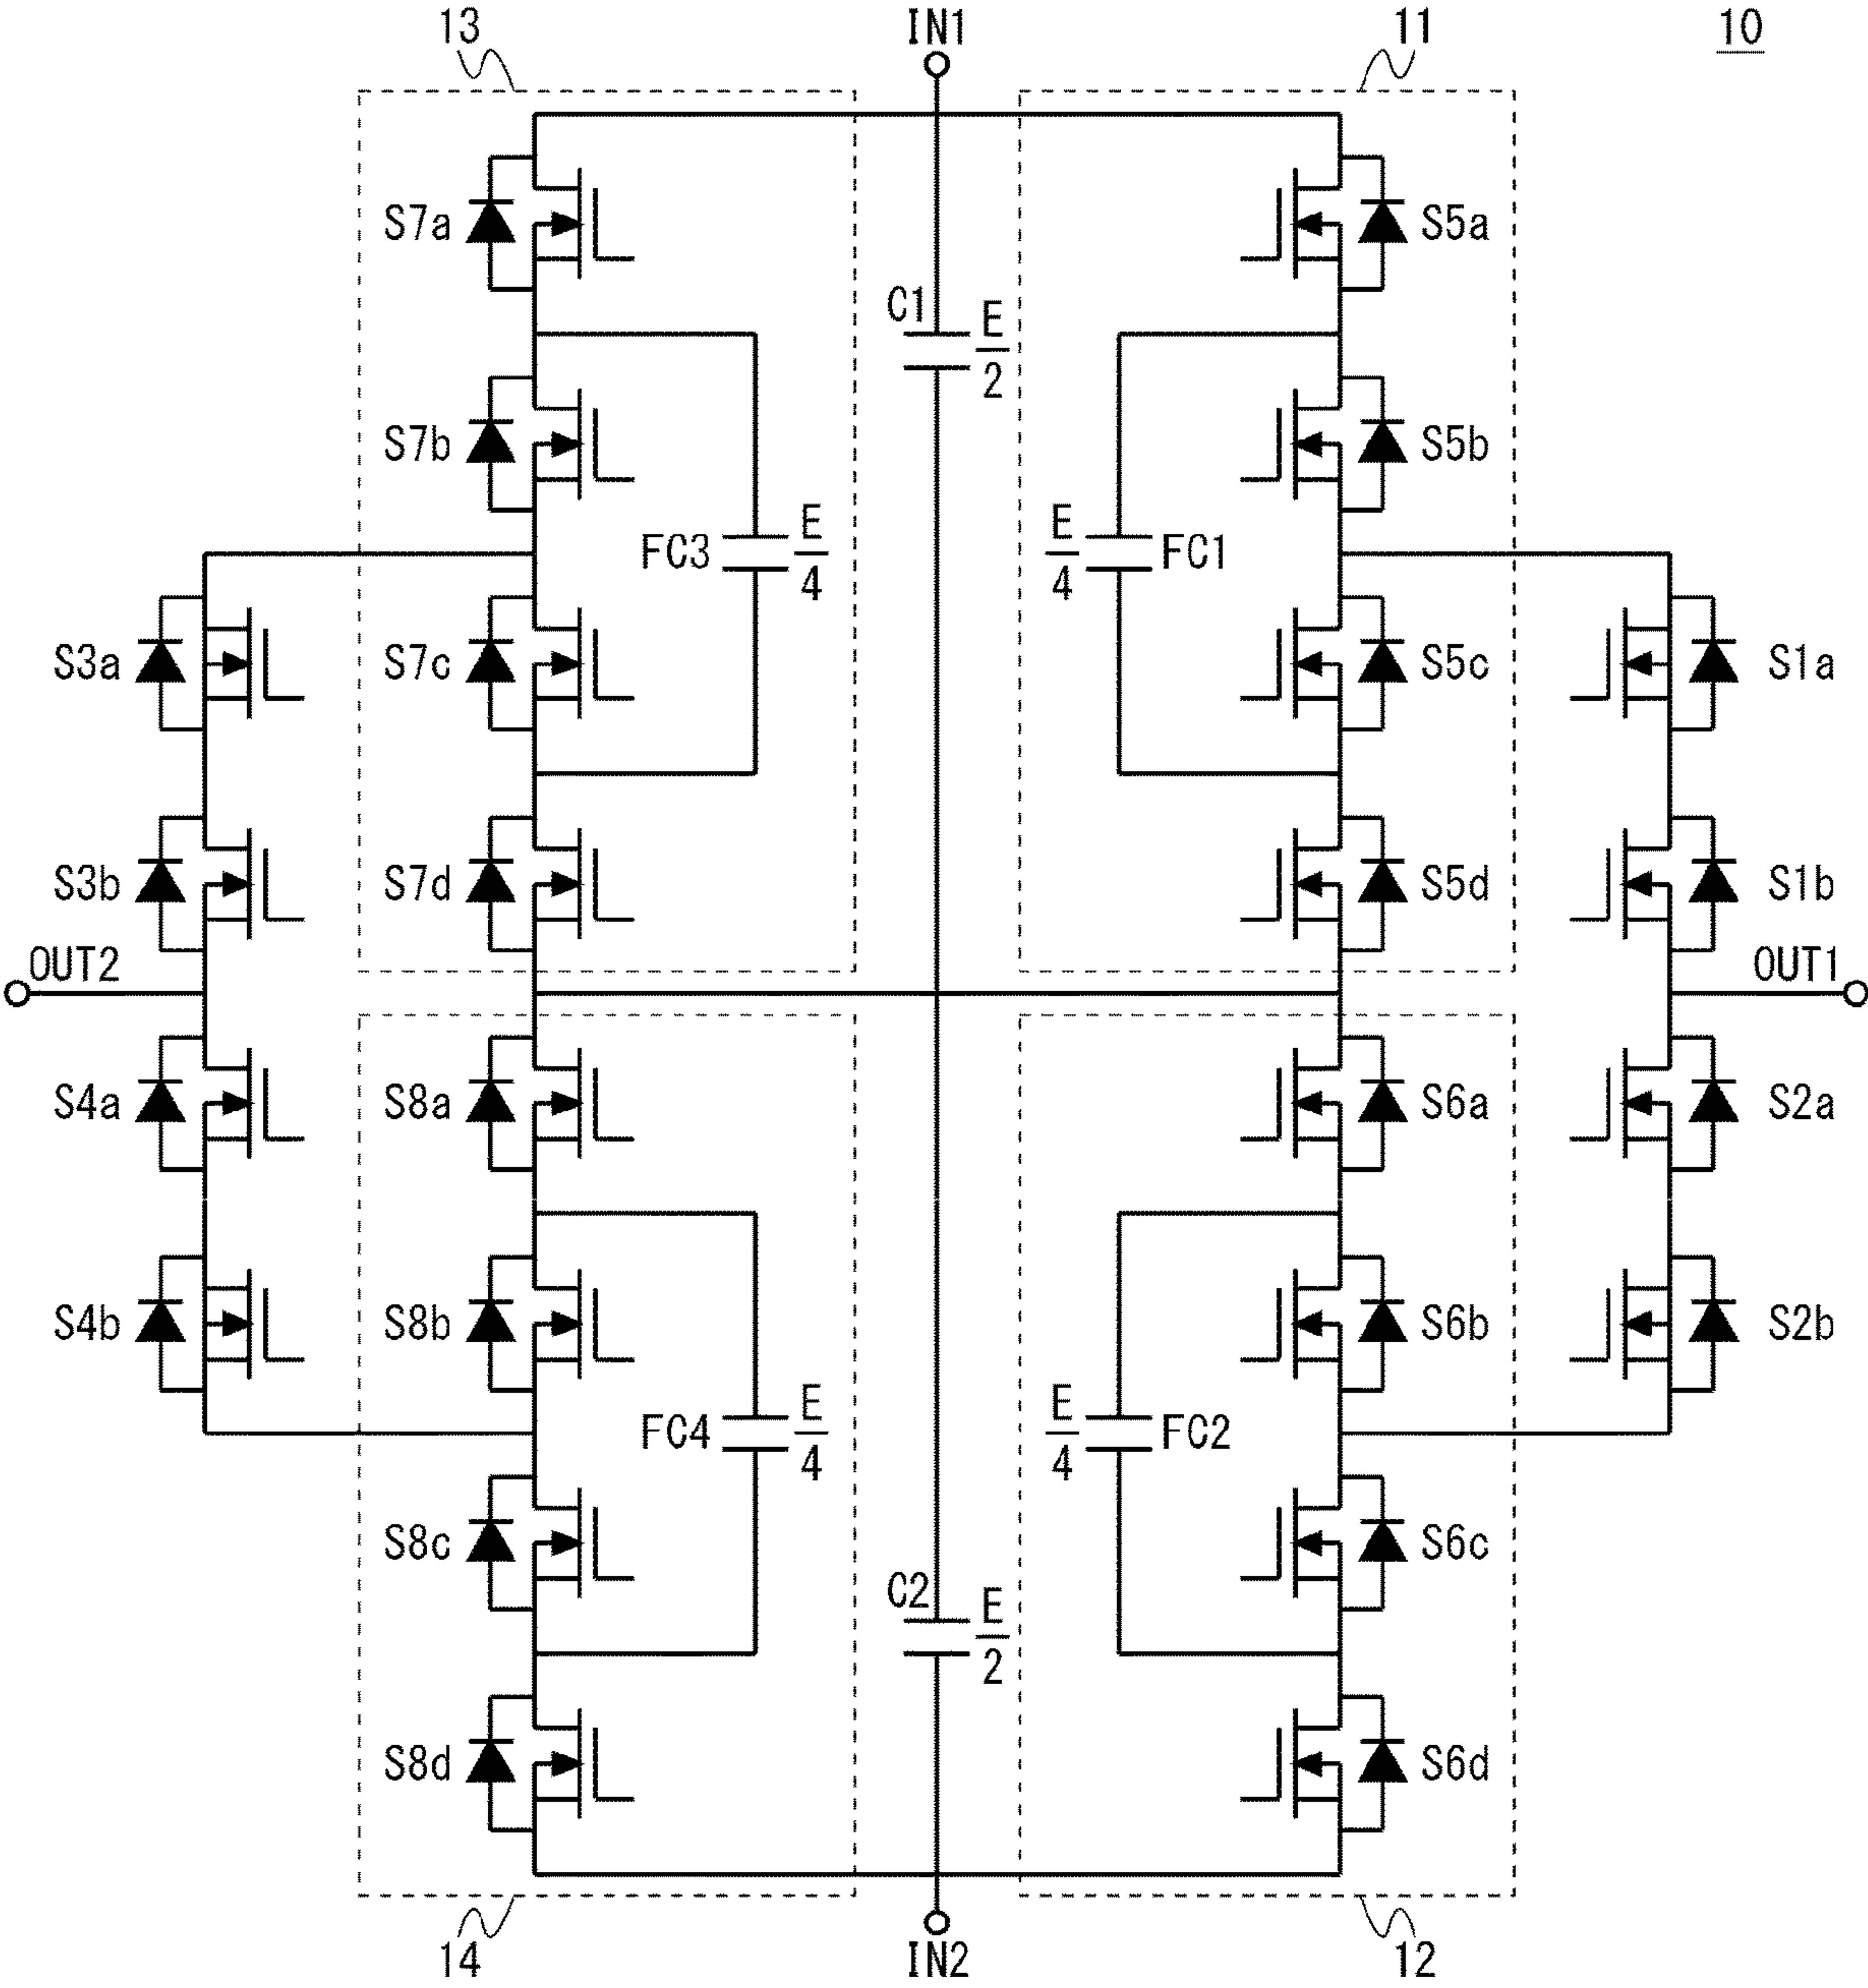 13
IN1
11
10
S7a
S5a
C1
E
2
S7b
S5b
FC3
E
4
E
4
FC1
S3a
S7c
S5c
S1a
S3b
S7d
S5d
S1b
OUT2
OUT1
S4a
S8a
S6a
S2a
S4b
S8b
S6b
S2b
FC4
E
4
E
4
FC2
S8c
S6c
C2
E
2
S8d
S6d
14
IN2
12